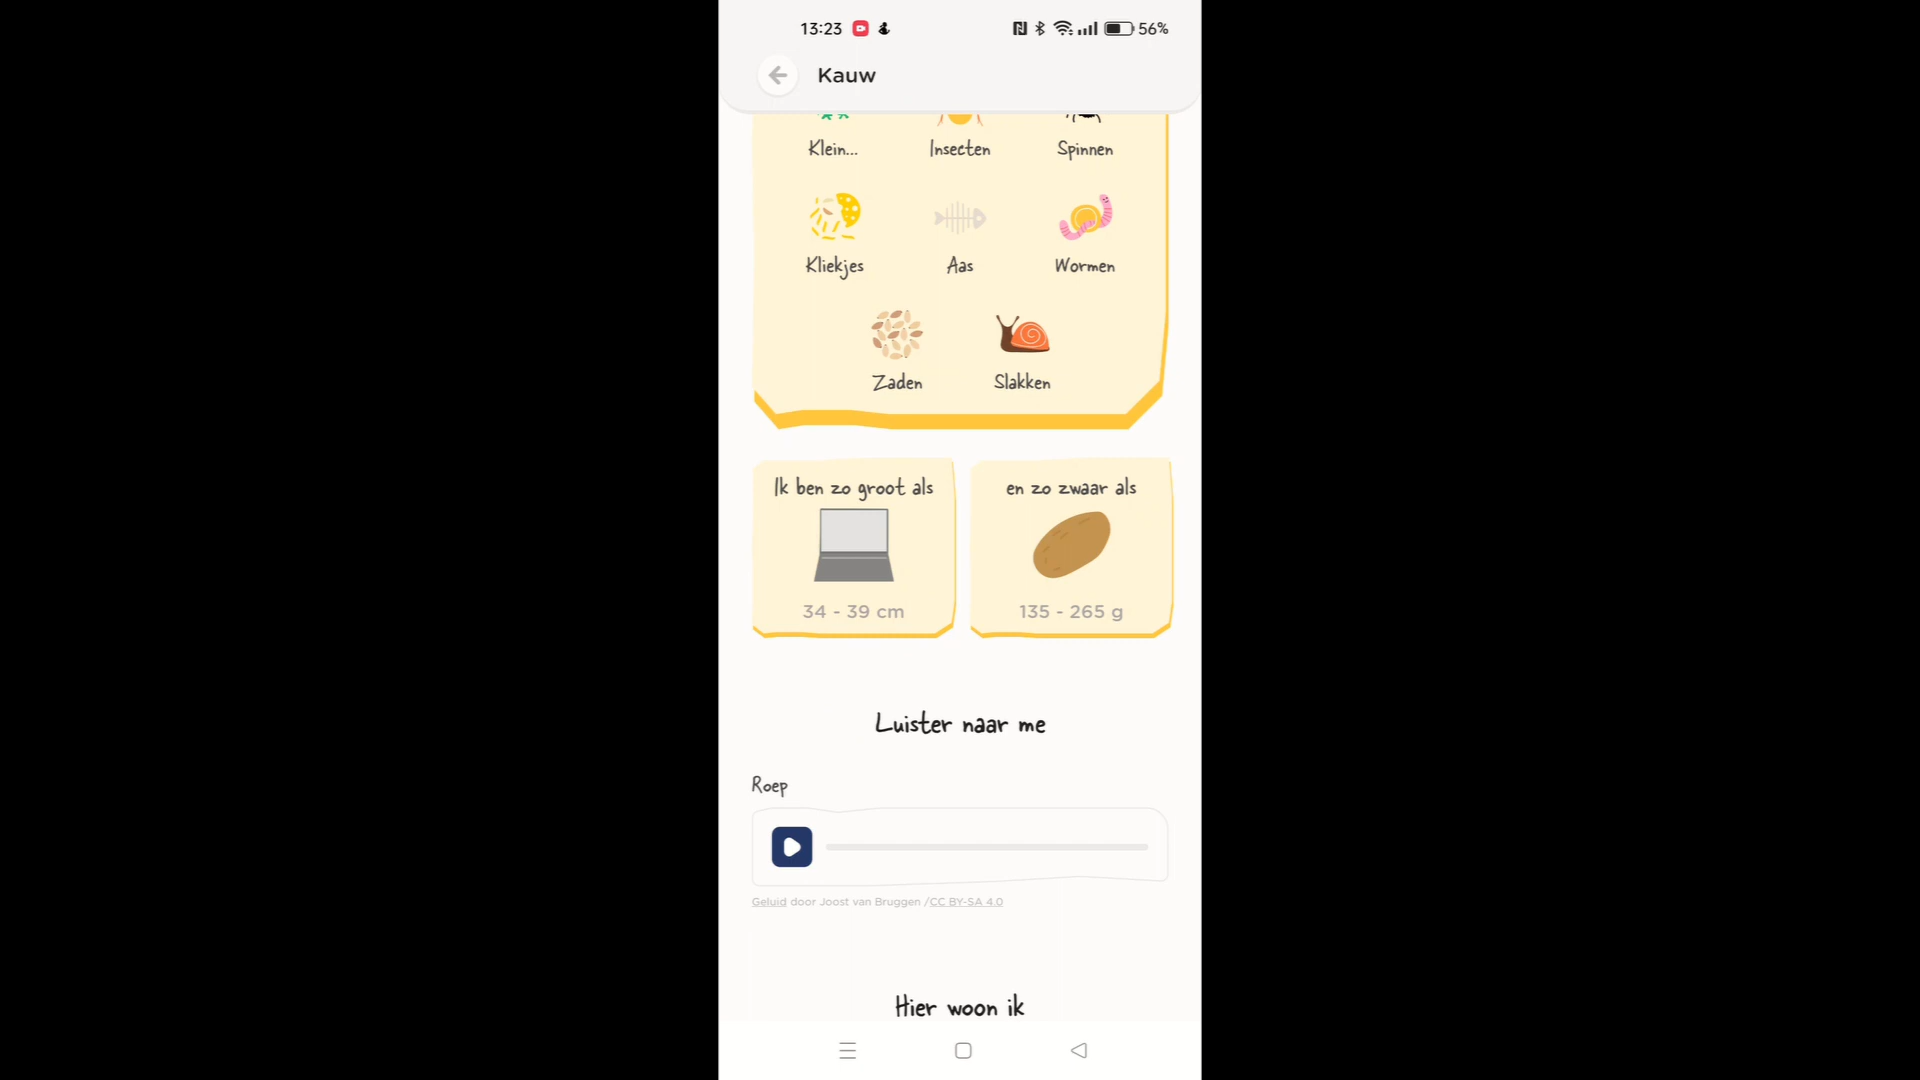 13:23 56%
Kauw
Klein... Insecten Spinnen
Kliekjes Aas Wormen
Zaden Slakken
Ik ben zo groot als en zo zwaar als
34 - 39 cm 135 - 265 g
Luister naar me
Roep
Geluid door Joost van Bruggen /CC BY-SA 4.0
Hier woon ik